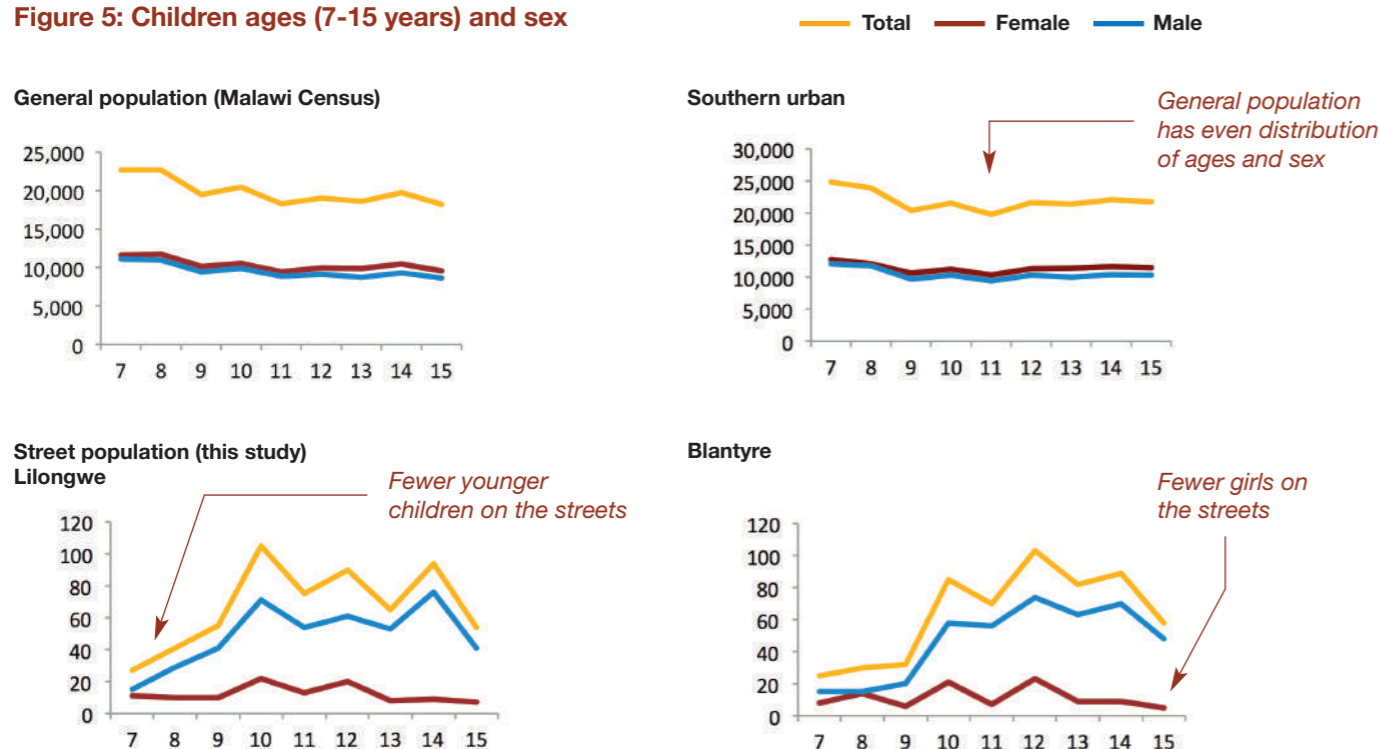 Figure 5: Children ages (7-15 years) and sex
Total Female Male
General population (Malawi Census)
25,000
20,000
15,000
10,000
5,000
0
7 8 9 10 11 12 13 14 15
Southern urban
General population
has even distribution
of ages and sex
30,000
25,000
20,000
15,000
10,000
5,000
0
7 8 9 10 11 12 13 14 15
Street population (this study)
Lilongwe
Fewer younger
children on the streets
120
100
80
60
40
20
0
7 8 9 10 11 12 13 14 15
Blantyre
Fewer girls on
the streets
120
100
80
60
40
20
0
7 8 9 10 11 12 13 14 15